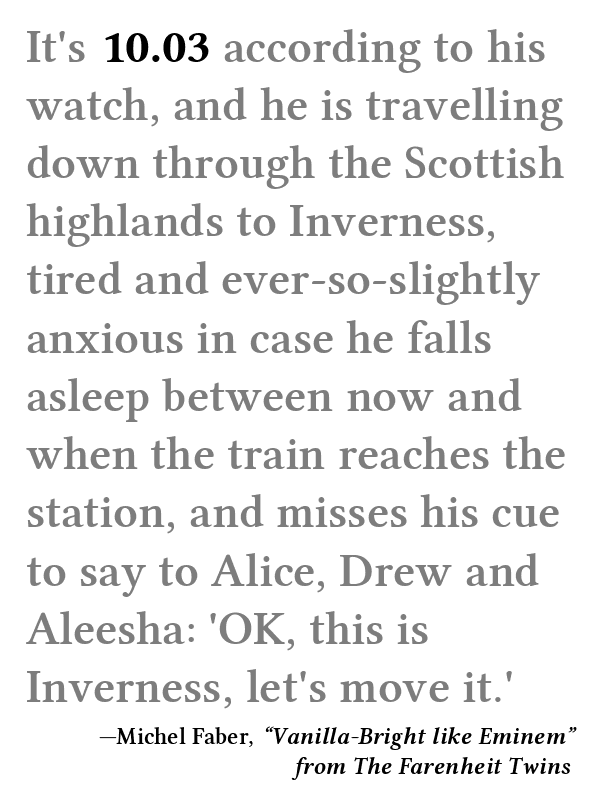 It's 10.03 according to his
watch, and he is travelling
down through the Scottish
highlands to Inverness,
tired and ever-so-slightly
anxious in case he falls
asleep between now and
when the train reaches the
station, and misses his cue
to say to Alice, Drew and
Aleesha: 'OK, this is
Inverness, let's move it.'
—Michel Faber, “Vanilla-Bright like Eminem”
from The Farenheit Twins